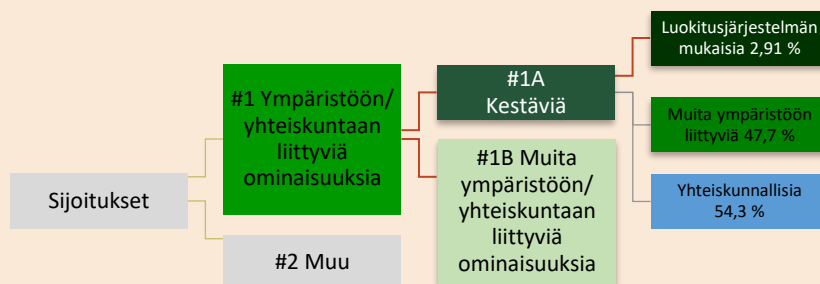 Sijoitukset
#1 Ympäristöön/
yhteiskuntaan
liittyviä
ominaisuuksia
#2 Muu
#1A
Kestäviä
#1B Muita
ympäristöön/
yhteiskuntaan
liittyviä
ominaisuuksia
Luokitusjärjestelmän
mukaisia 2,91 %
Muita ympäristöön
liittyviä 47,7 %
Yhteiskunnallisia
54,3 %